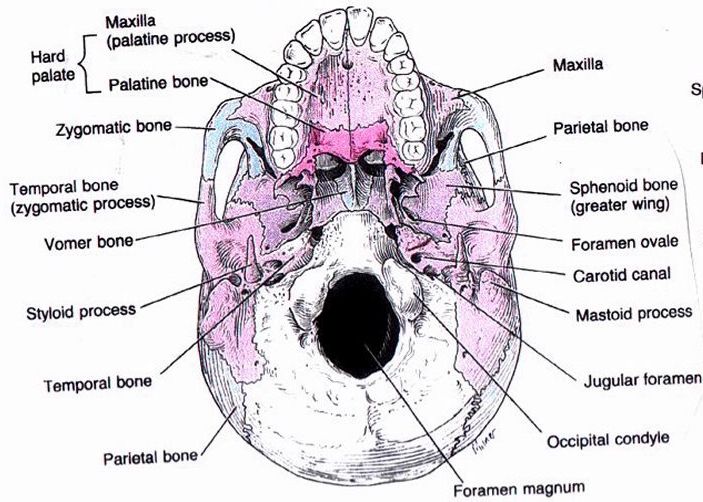 Maxilla
(palatine process)
Hard
palate
Palatine bone
Zygomatic bone
Temporal bone
(zygomatic process)
Vomer bone
Styloid process
Temporal bone
Parietal bone
Maxilla
Parietal bone
Sphenoid bone
(greater wing)
Foramen ovale
Carotid canal
Mastoid process
Jugular foramen
Occipital condyle
Foramen magnum
Sp